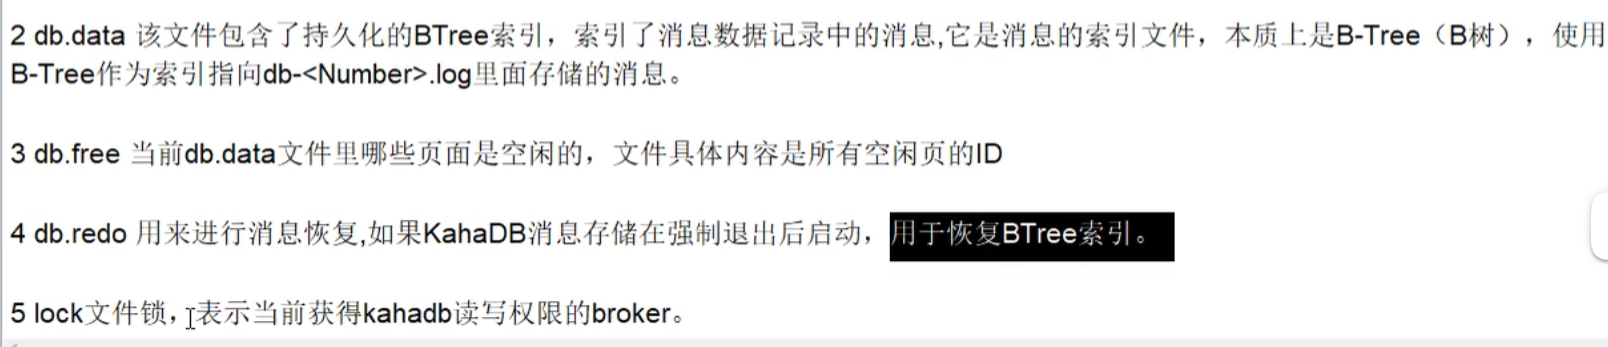 2 db.data 该文件包含了持久化的BTree索引，索引了消息数据记录中的消息,它是消息的索引文件，本质上是B-Tree（B树），使用
B-Tree作为索引指向db-<Number>.log里面存储的消息。
3 db.free 当前db.data文件里哪些页面是空闲的，文件具体内容是所有空闲页的ID
4 db.redo 用来进行消息恢复,如果KahaDB消息存储在强制退出后启动，用于恢复BTree索引。
5 lock文件锁，表示当前获得kahadb读写权限的broker。